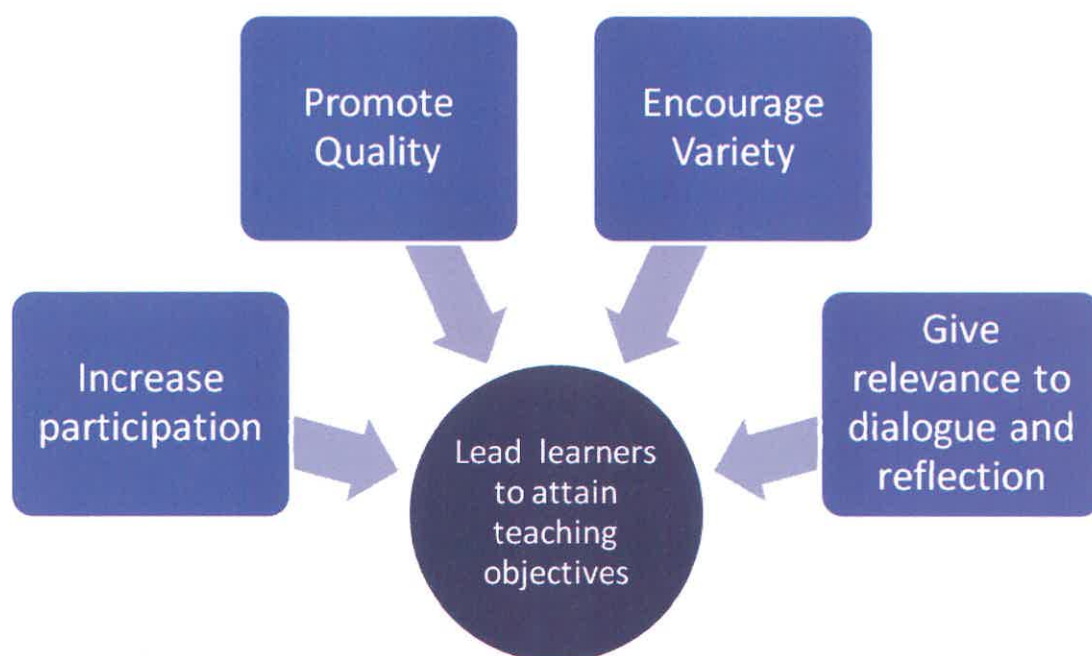 Promote
Quality
Encourage
Variety
Increase
participation
Give
relevance to
dialogue and
reflection
Lead learners
to attain
teaching
objectives